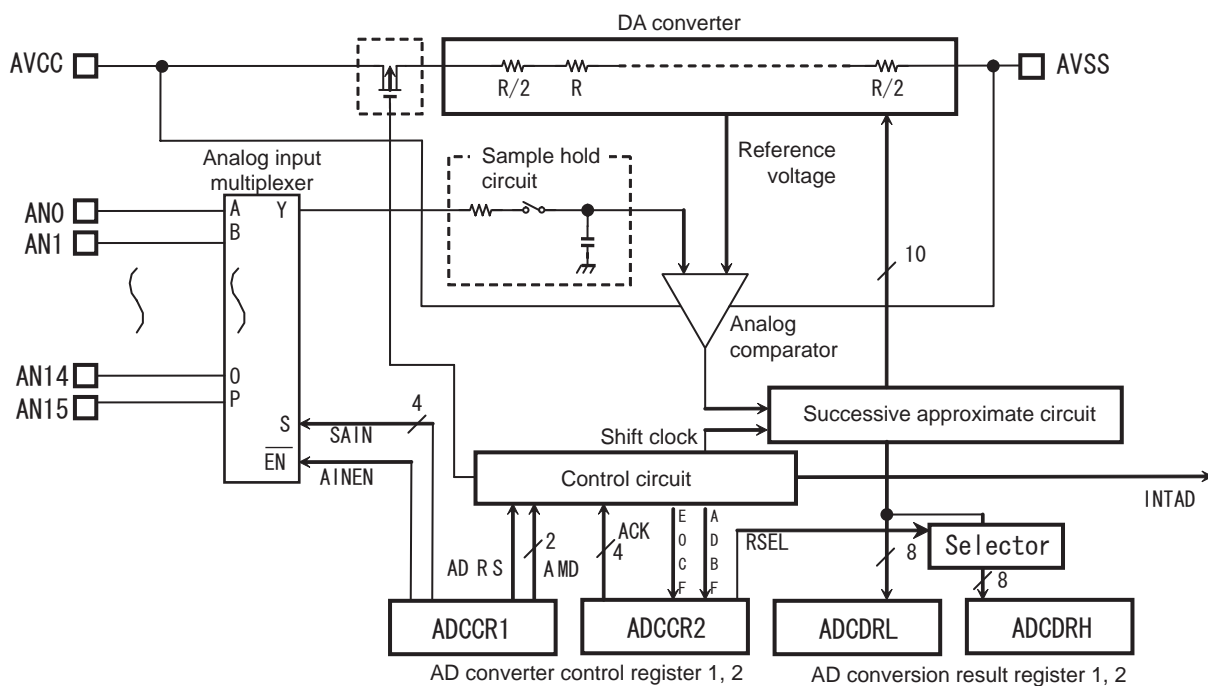 DA converter
AVCC
AVSS
R/2
R
R/2
Analog input
multiplexer
Sample hold
circuit
Reference
voltage
AN0
A
Y
AN1
B
10
Analog
comparator
AN14
O
AN15
P
4
S
SAIN
Successive approximate circuit
Shift clock
EN
AINEN
Control circuit
INTAD
ADRS
2
AMD
ACK
4
EOCF
ADBF
RSEL
8
Selector
8
ADCCR1
ADCCR2
ADCDRL
ADCDRH
AD converter control register 1, 2
AD conversion result register 1, 2